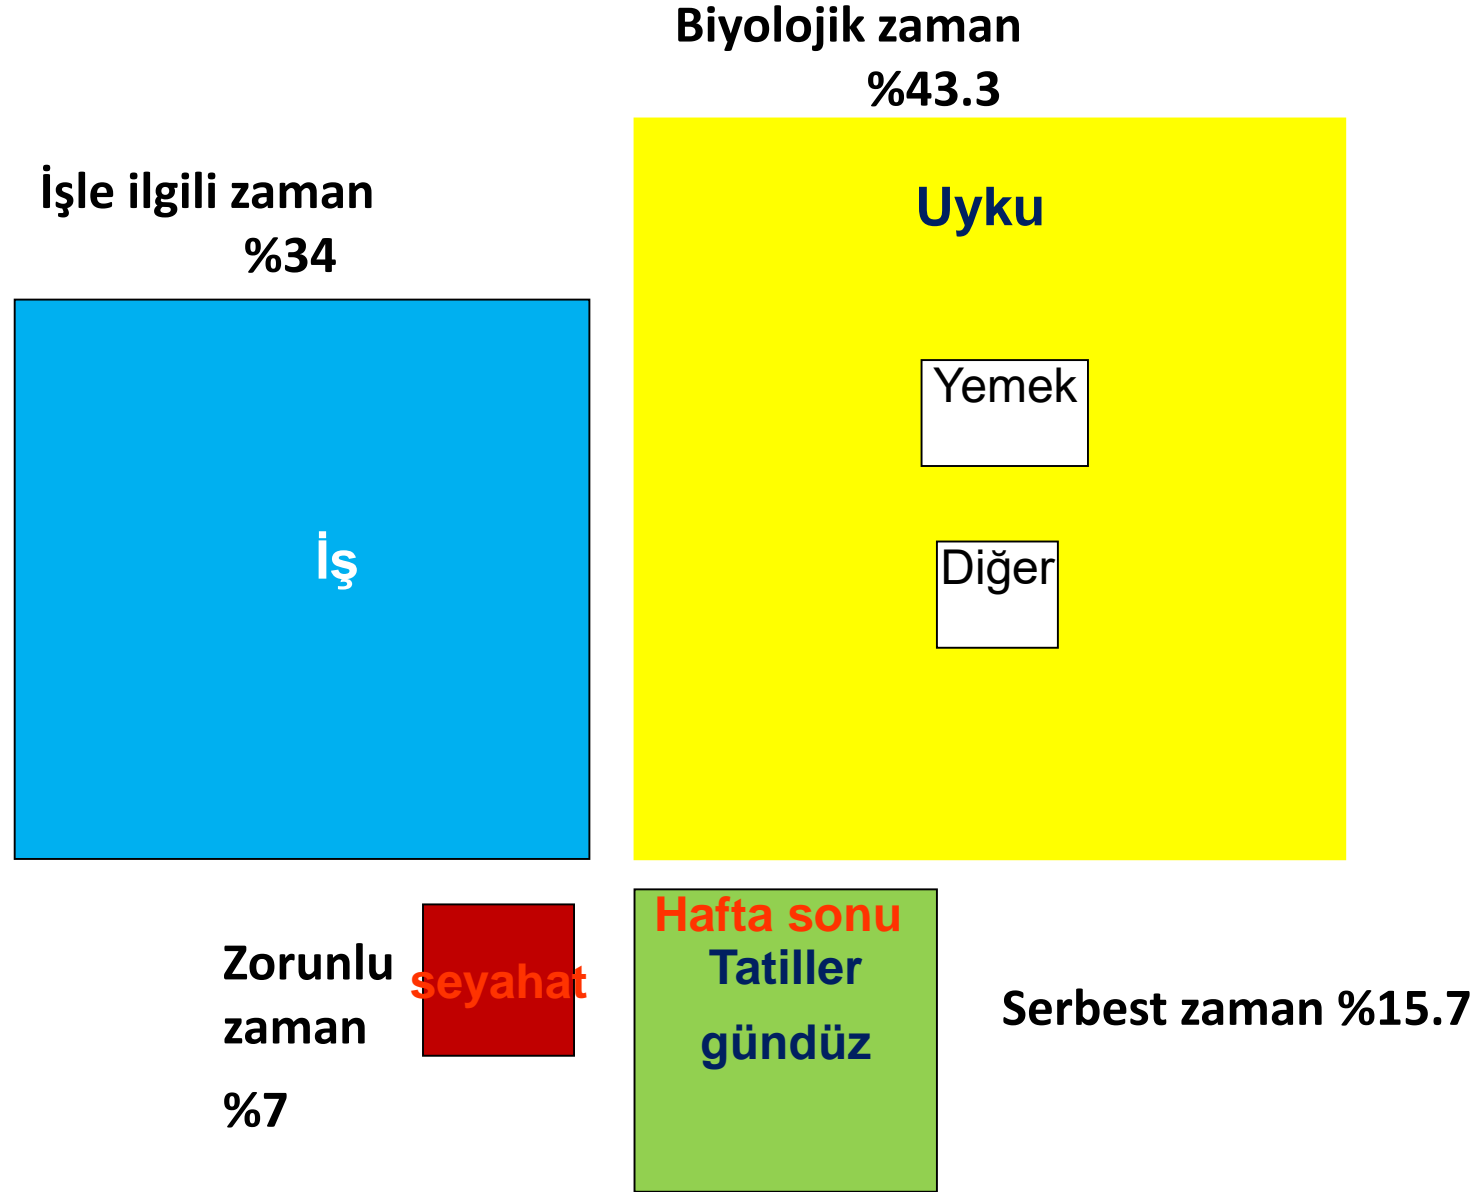 Biyolojik zaman
%43.3
İşle ilgili zaman
%34
Uyku
Yemek
Diğer
İş
Zorunlu
zaman
%7
seyahat
Hafta sonu
Tatiller
gündüz
Serbest zaman %15.7